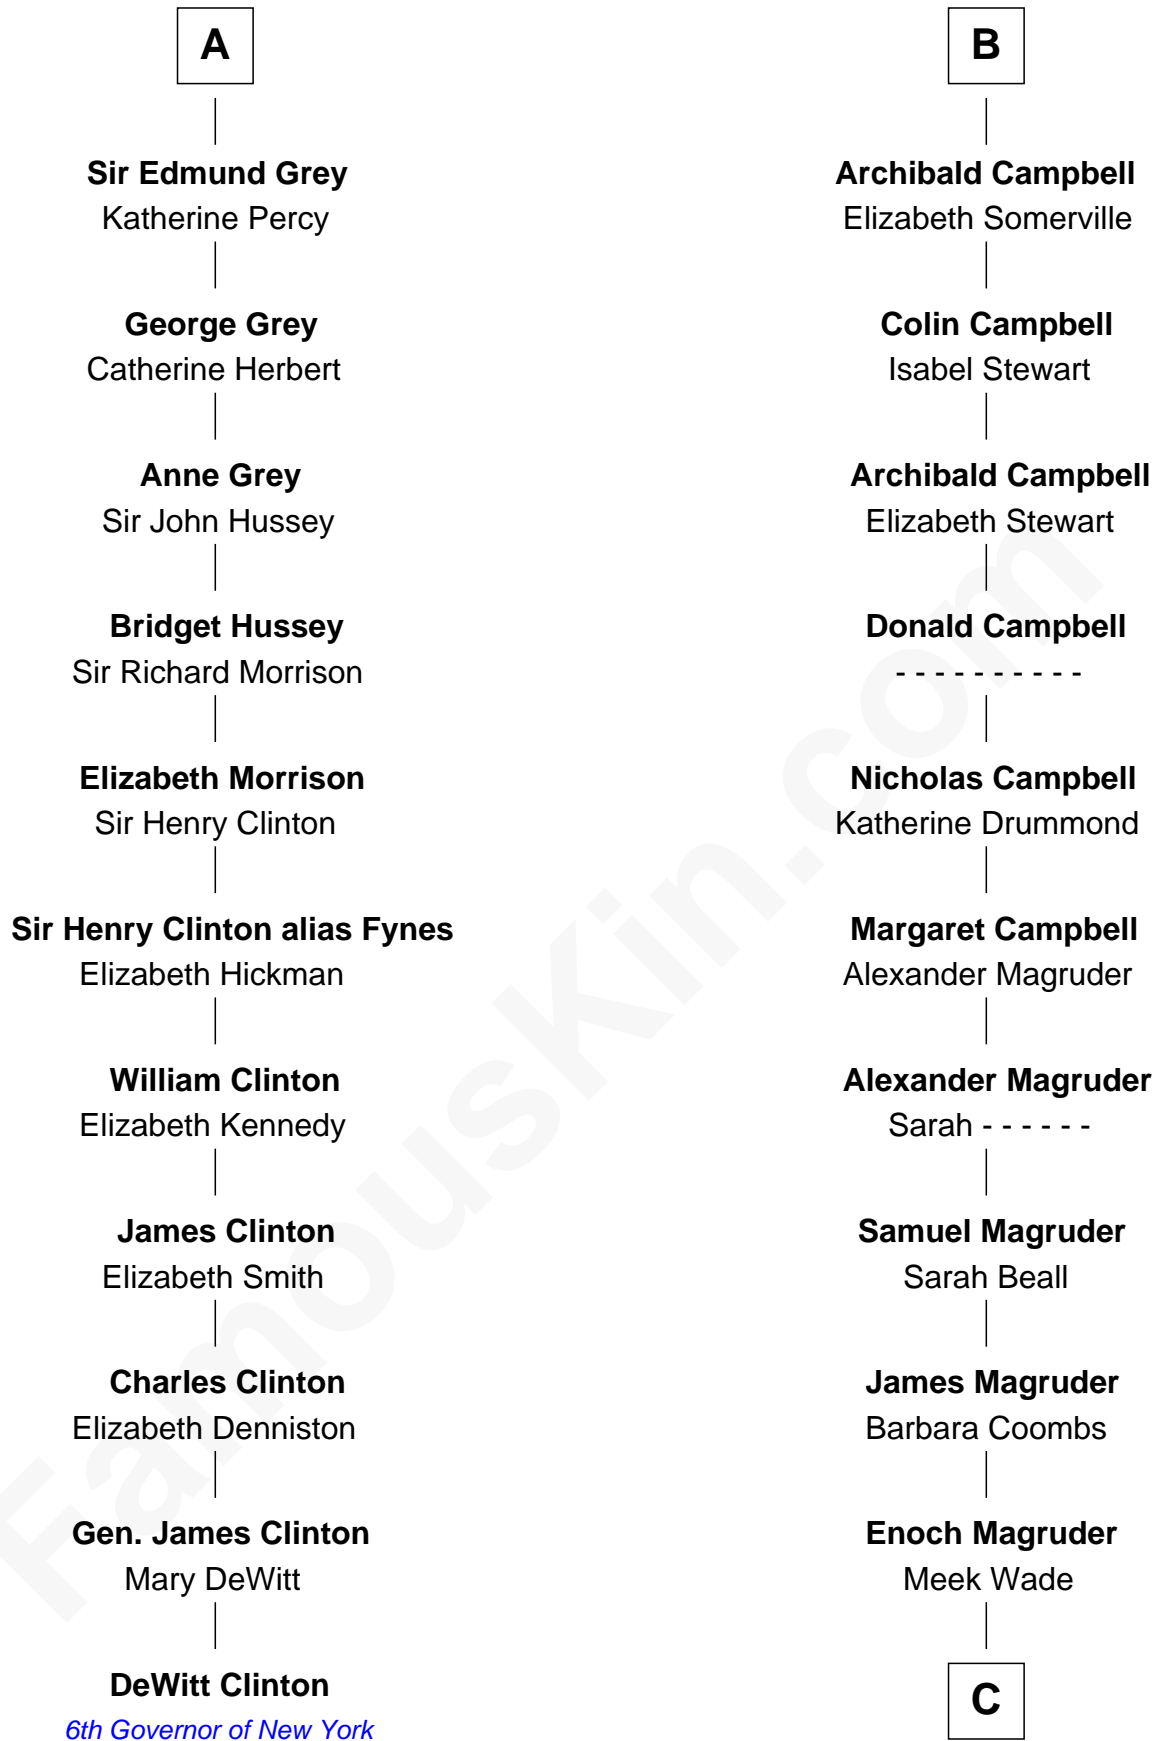 A
Sir Edmund Grey
Katherine Percy
George Grey
Catherine Herbert
Anne Grey
Sir John Hussey
Bridget Hussey
Sir Richard Morrison
Elizabeth Morrison
Sir Henry Clinton
Sir Henry Clinton alias Fynes
Elizabeth Hickman
William Clinton
Elizabeth Kennedy
James Clinton
Elizabeth Smith
Charles Clinton
Elizabeth Denniston
Gen. James Clinton
Mary DeWitt
DeWitt Clinton
6th Governor of New York
B
Archibald Campbell
Elizabeth Somerville
Colin Campbell
Isabel Stewart
Archibald Campbell
Elizabeth Stewart
Donald Campbell
- - - - - - - - - -
Nicholas Campbell
Katherine Drummond
Margaret Campbell
Alexander Magruder
Alexander Magruder
Sarah - - - - - -
Samuel Magruder
Sarah Beall
James Magruder
Barbara Coombs
Enoch Magruder
Meek Wade
C
FamousKin.com